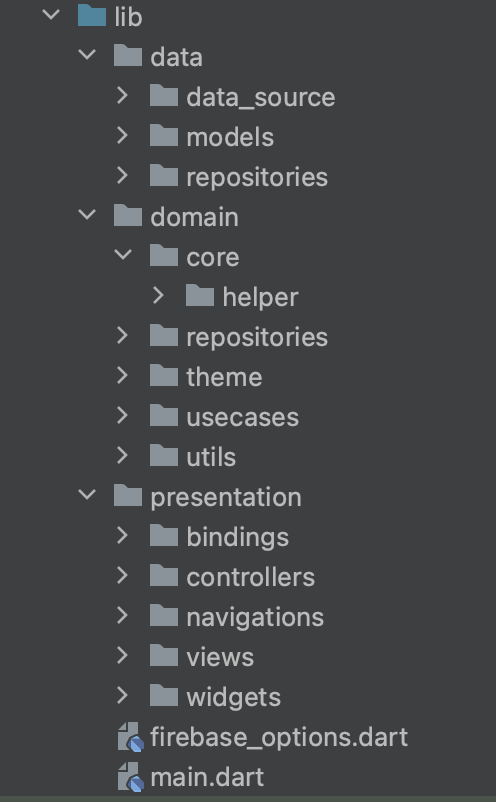 lib
data
data_source
models
repositories
domain
core
helper
repositories
theme
usecases
utils
presentation
bindings
controllers
navigations
views
widgets
firebase_options.dart
main.dart